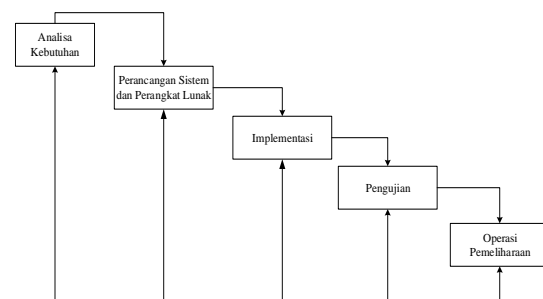 Analisa
Kebutuhan
Perancangan Sistem
dan Perangkat Lunak
Implementasi
Pengujian
Operasi
Pemeliharaan